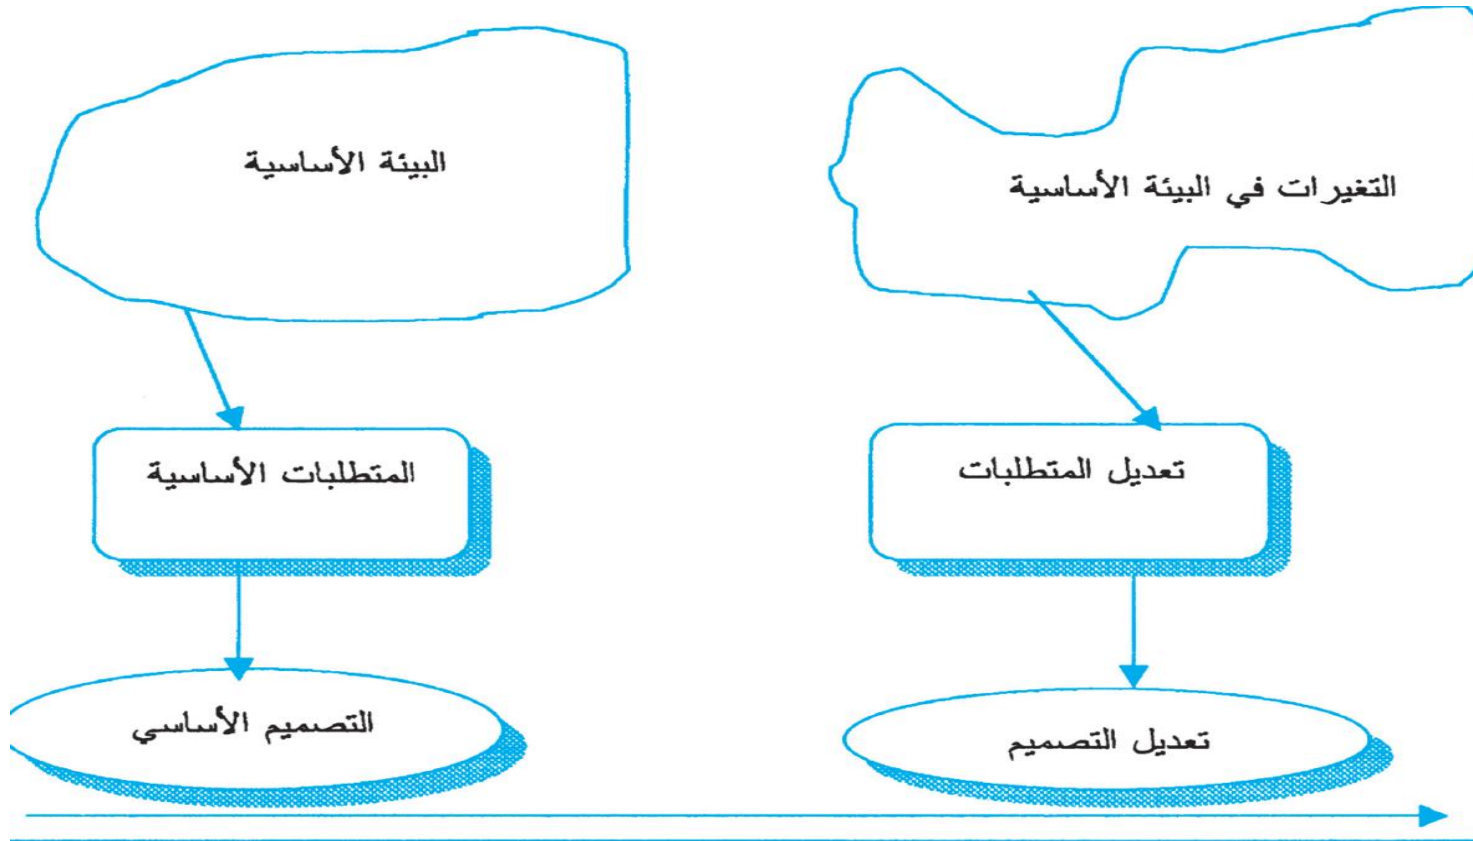 البيئة الأساسية
التغيرات في البيئة الأساسية
المتطلبات الأساسية
تعديل المتطلبات
التصميم الأساسي
تعديل التصميم